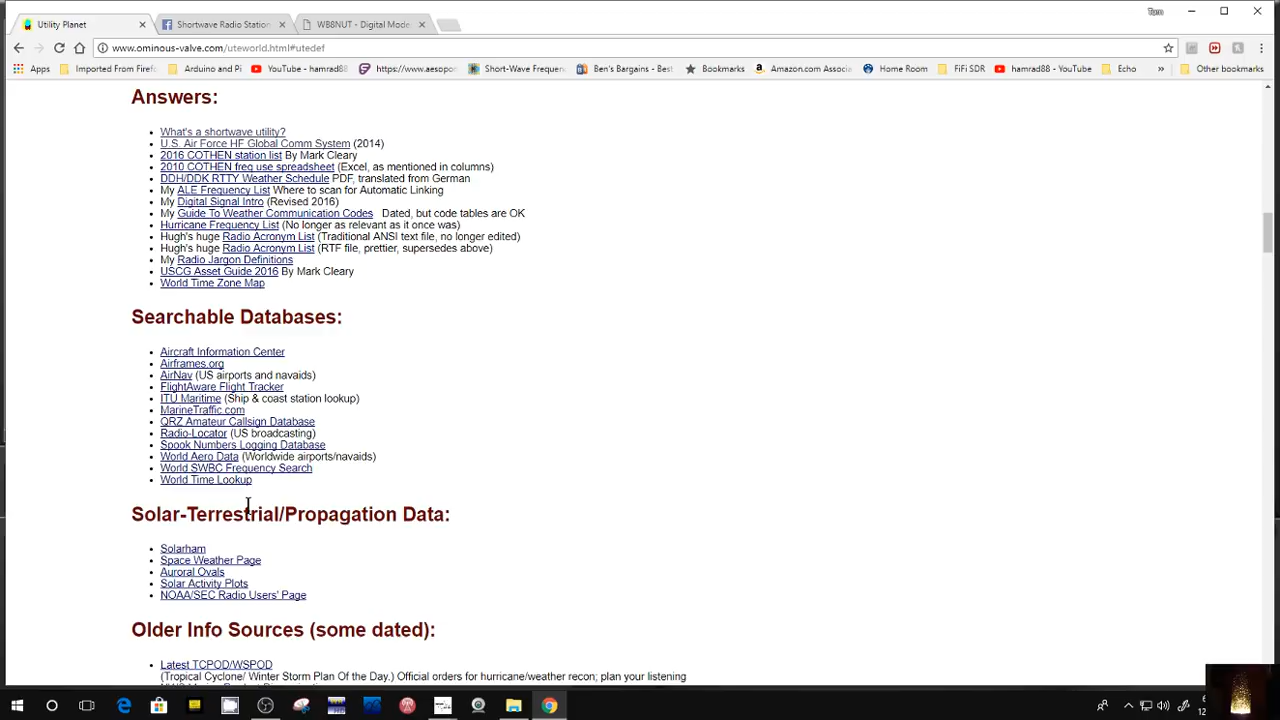 Utility Planet
Shortwave Radio Station
WB8NUT - Digital Mode
Tom
www.ominous-valve.com/uteworld.html#utedef
Apps
Imported From Firef
Arduino and Pi
YouTube - hamrad8
https://www.aesopo
Short-Wave Frequen
Ben's Bargains - Best
Bookmarks
Amazon.com Associat
Home Room
FiFi SDR
hamrad88 - YouTube
Echo
»
Other bookmarks
Answers:
• What's a shortwave utility?
• U.S. Air Force HF Global Comm System (2014)
• 2016 COTHEN station list By Mark Cleary
• 2010 COTHEN freq use spreadsheet (Excel, as mentioned in columns)
• DDH/DDK RTTY Weather Schedule PDF, translated from German
• My ALE Frequency List Where to scan for Automatic Linking
• My Digital Signal Intro (Revised 2016)
• My Guide To Weather Communication Codes Dated, but code tables are OK
• Hurricane Frequency List (No longer as relevant as it once was)
• Hugh's huge Radio Acronym List (Traditional ANSI text file, no longer edited)
• Hugh's huge Radio Acronym List (RTF file, prettier, supersedes above)
• My Radio Jargon Definitions
• USCG Asset Guide 2016 By Mark Cleary
• World Time Zone Map
Searchable Databases:
• Aircraft Information Center
• Airframes.org
• AirNav (US airports and navaids)
• FlightAware Flight Tracker
• ITU Maritime (Ship & coast station lookup)
• MarineTraffic.com
• QRZ Amateur Callsign Database
• Radio-Locator (US broadcasting)
• Spook Numbers Logging Database
• World Aero Data (Worldwide airports/navaids)
• World SWBC Frequency Search
• World Time Lookup
Solar-Terrestrial/Propagation Data:
• Solarham
• Space Weather Page
• Auroral Ovals
• Solar Activity Plots
• NOAA/SEC Radio Users' Page
Older Info Sources (some dated):
• Latest TCPOD/WSPOD
(Tropical Cyclone/ Winter Storm Plan Of the Day.) Official orders for hurricane/weather recon; plan your listening